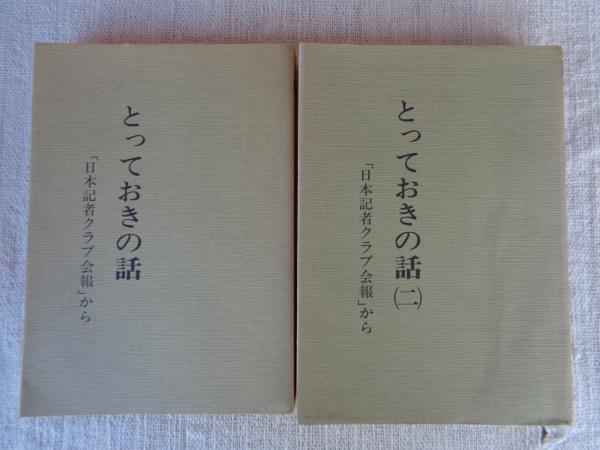 とっておきの話
「日本記者クラブ会報」から
とっておきの話(二)
「日本記者クラブ会報」から